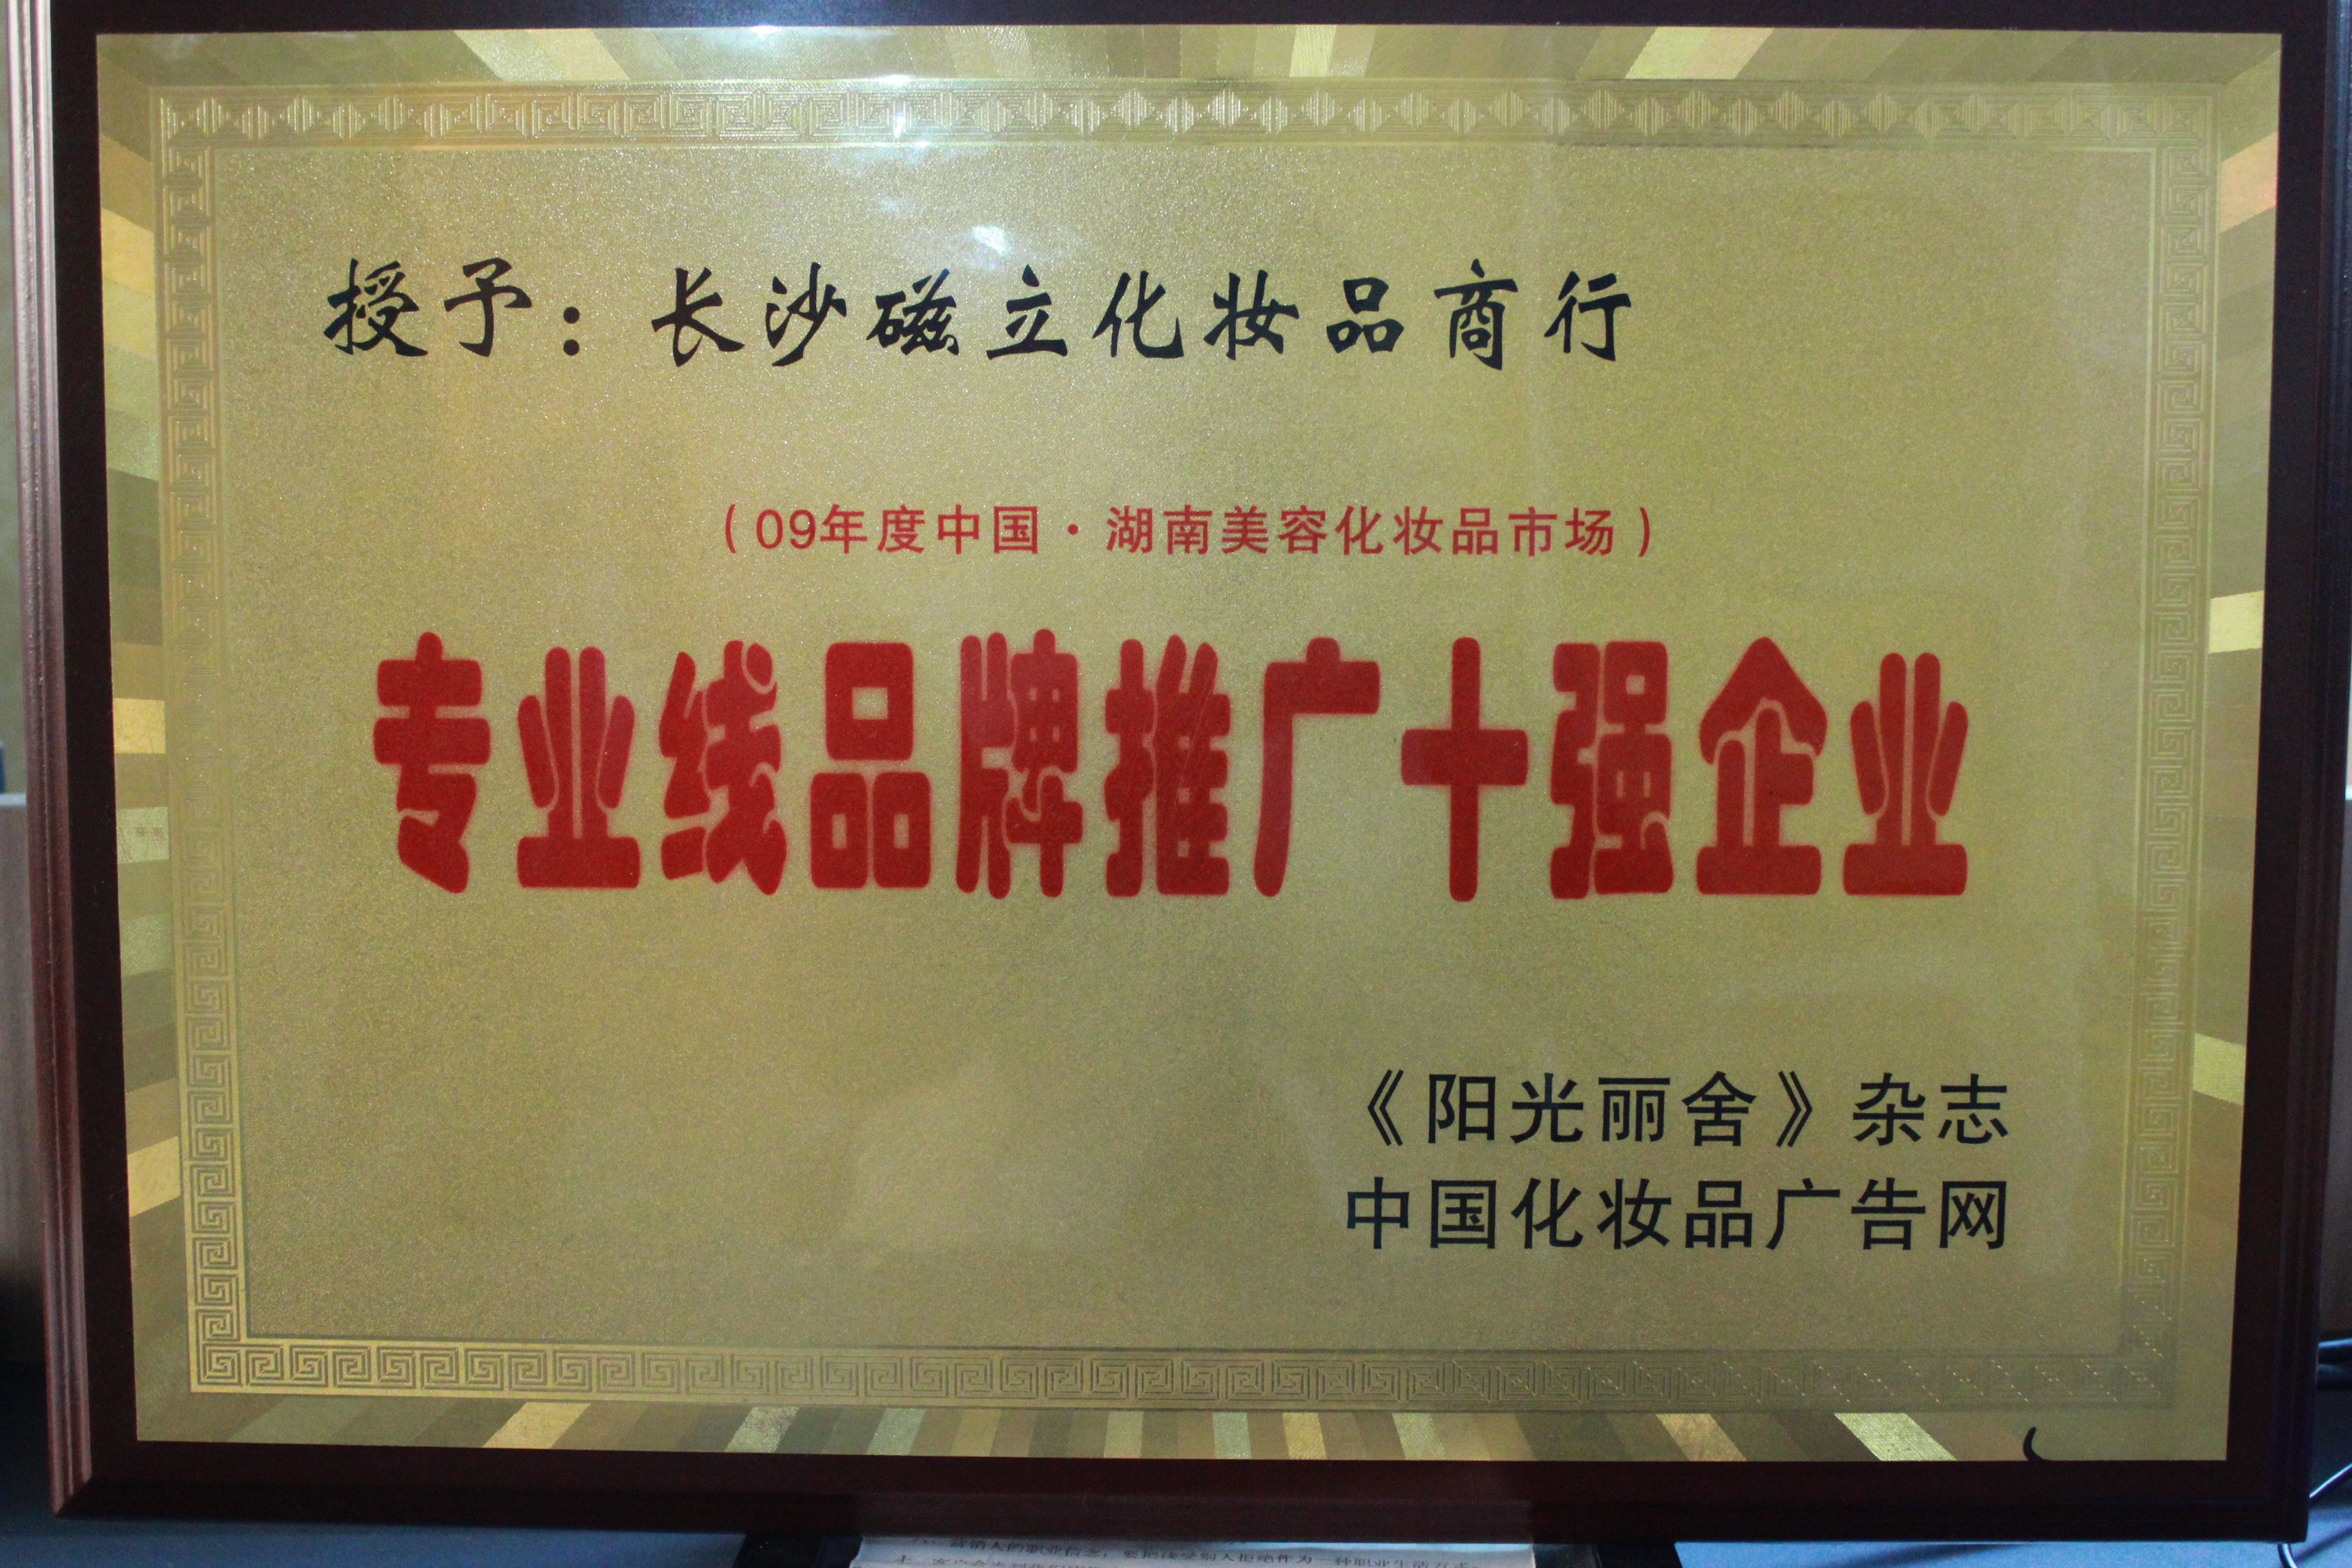 授予：长沙磁立化妆品商行
（09年度中国·湖南美容化妆品市场）
专业线品牌推广十强企业
《阳光丽舍》杂志
中国化妆品广告网